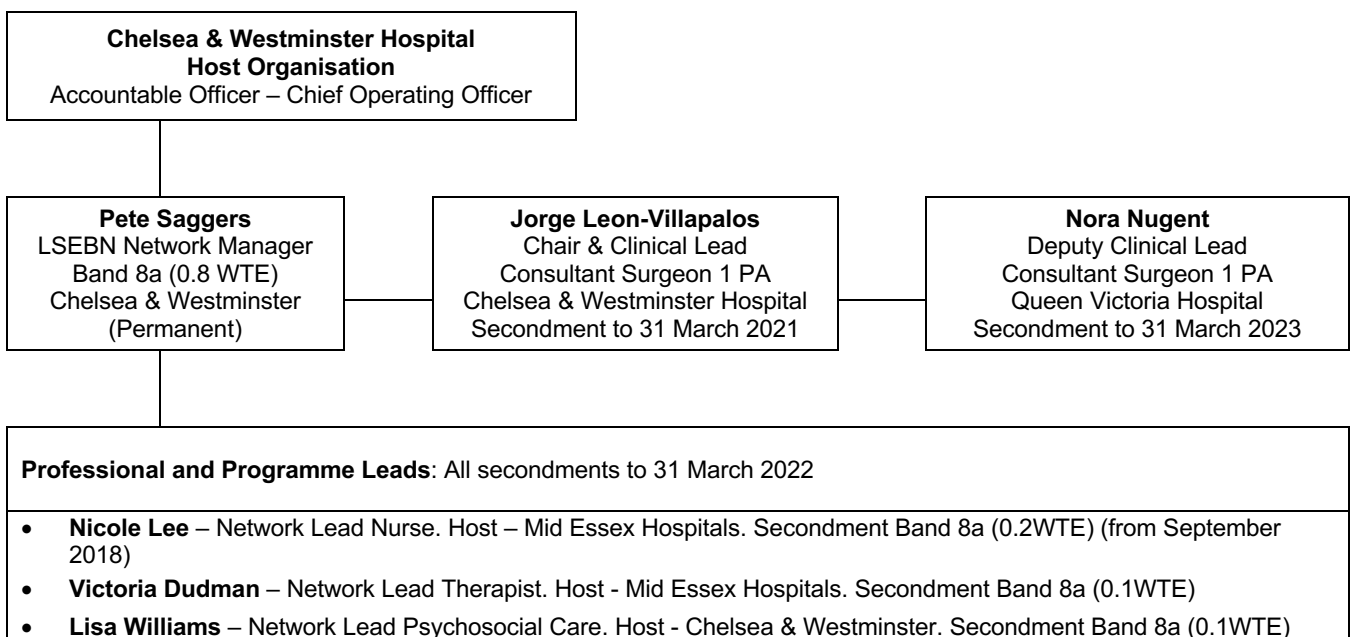 Chelsea & Westminster Hospital
Host Organisation
Accountable Officer – Chief Operating Officer
Pete Saggers
LSEBN Network Manager
Band 8a (0.8 WTE)
Chelsea & Westminster
(Permanent)
Jorge Leon-Villapalos
Chair & Clinical Lead
Consultant Surgeon 1 PA
Chelsea & Westminster Hospital
Secondment to 31 March 2021
Nora Nugent
Deputy Clinical Lead
Consultant Surgeon 1 PA
Queen Victoria Hospital
Secondment to 31 March 2023
Professional and Programme Leads: All secondments to 31 March 2022
• Nicole Lee – Network Lead Nurse. Host – Mid Essex Hospitals. Secondment Band 8a (0.2WTE) (from September
2018)
• Victoria Dudman – Network Lead Therapist. Host - Mid Essex Hospitals. Secondment Band 8a (0.1WTE)
• Lisa Williams – Network Lead Psychosocial Care. Host - Chelsea & Westminster. Secondment Band 8a (0.1WTE)